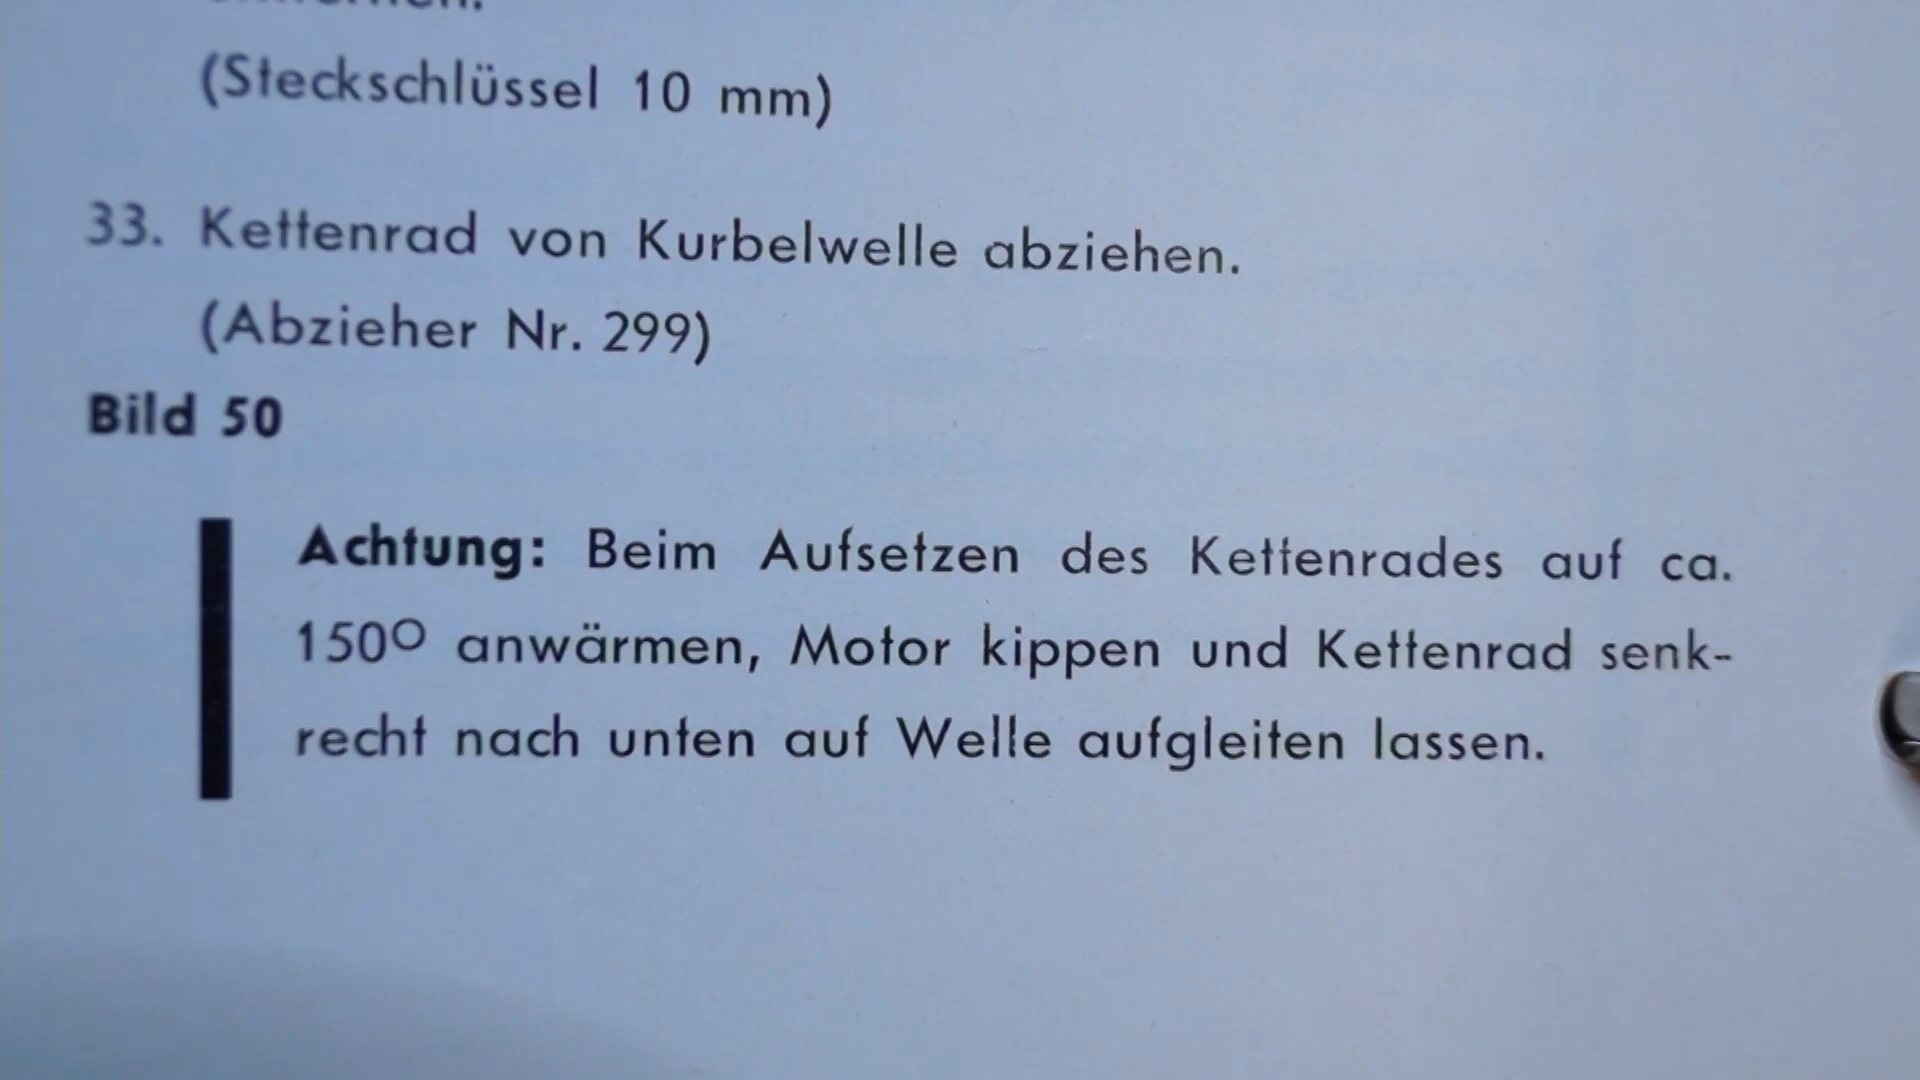 (Steckschlüssel 10 mm)
33. Kettenrad von Kurbelwelle abziehen.
(Abzieher Nr. 299)
Bild 50
Achtung: Beim Aufsetzen des Kettenrades auf ca.
150° anwärmen, Motor kippen und Kettenrad senk-
recht nach unten auf Welle aufgleiten lassen.